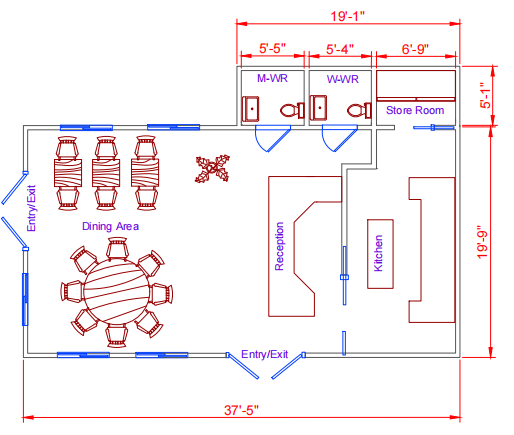 19'-1"
5'-5" 5'-4" 6'-9"
M-WR W-WR
Store Room
5'-1"
Entry/Exit
Dining Area
Reception
Kitchen
19'-9"
Entry/Exit
37'-5"